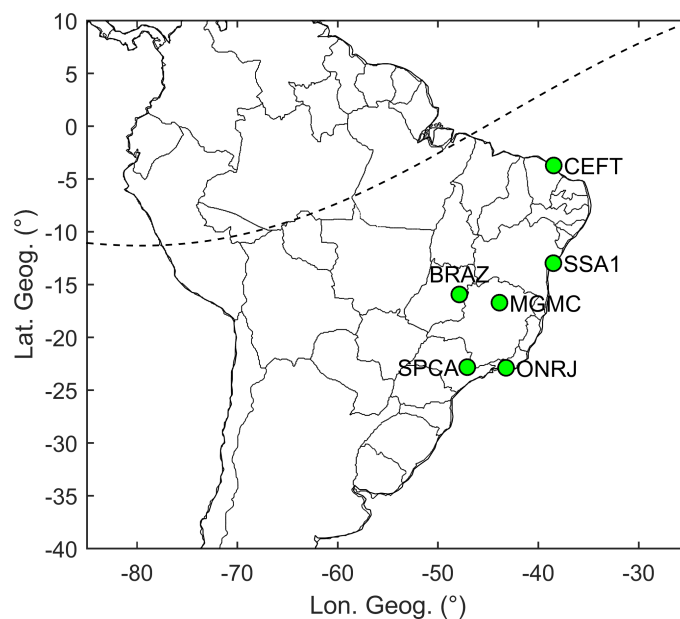 10
5
0
-5
-10
-15
-20
-25
-30
-35
-40
Lat. Geog. (°)
CEFT
SSA1
BRAZ
MGMC
SPCA
ONRJ
-80 -70 -60 -50 -40 -30
Lon. Geog. (°)